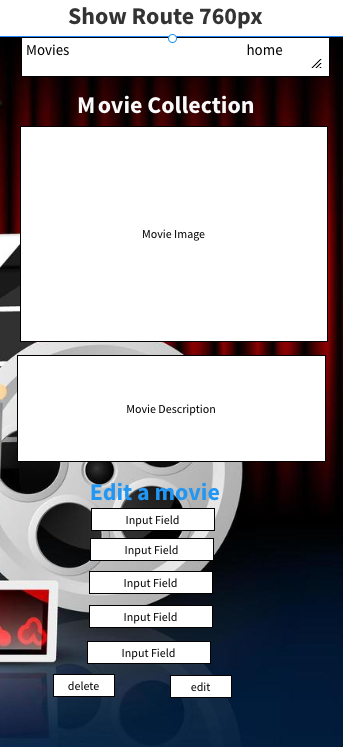 Show Route 760px
Movies home
Movie Collection
Movie Image
Movie Description
Edit a movie
Input Field
Input Field
Input Field
Input Field
Input Field
delete edit